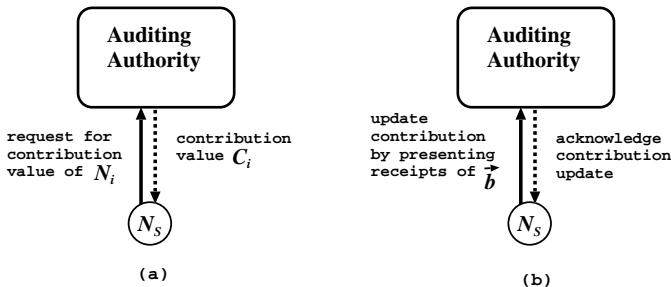 Auditing
Authority
request for
contribution
value of N_i
contribution
value C_i
N_S
(a)
Auditing
Authority
update
contribution
by presenting
receipts of b⃗
acknowledge
contribution
update
N_S
(b)